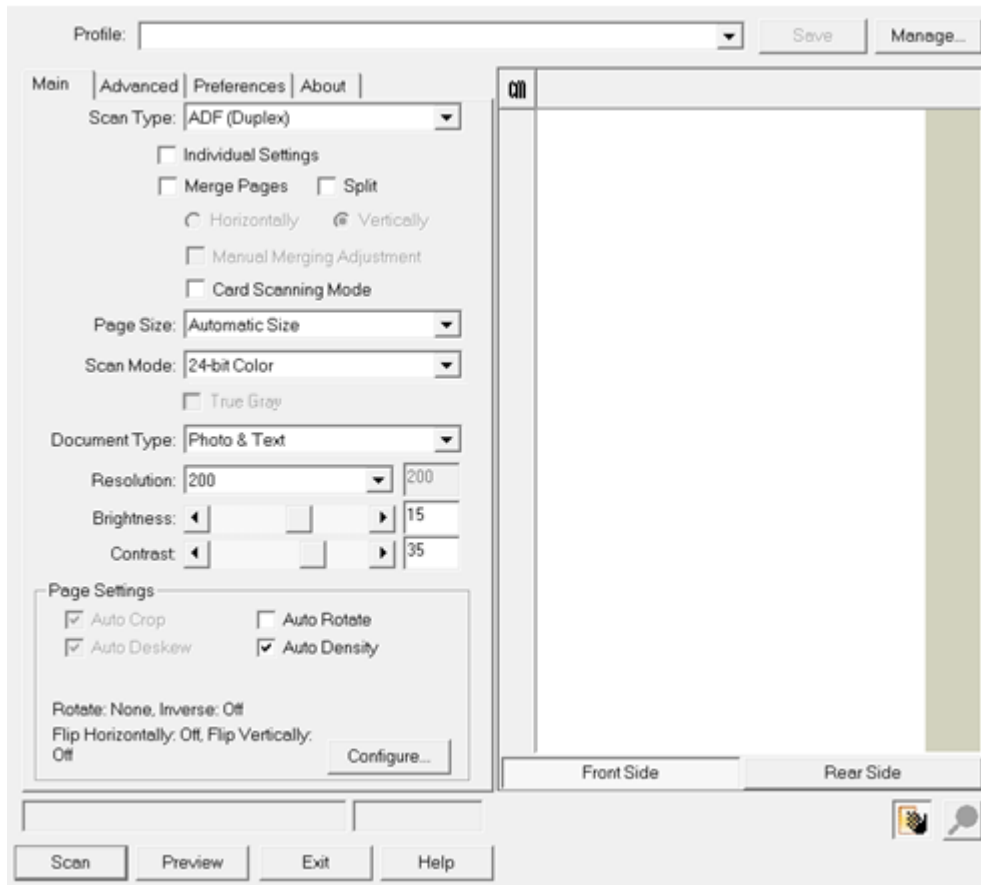 Profile: Save Manage...
Main Advanced Preferences About cm
Scan Type: ADF (Duplex)
Individual Settings
Merge Pages Split
Horizontally Vertically
Manual Merging Adjustment
Card Scanning Mode
Page Size: Automatic Size
Scan Mode: 24-bit Color
True Gray
Document Type: Photo & Text
Resolution: 200 200
Brightness: 15
Contrast: 35
Page Settings
Auto Crop Auto Rotate
Auto Deskew Auto Density
Rotate: None, Inverse: Off
Flip Horizontally: Off, Flip Vertically:
Off
Configure...
Front Side Rear Side
Scan Preview Exit Help